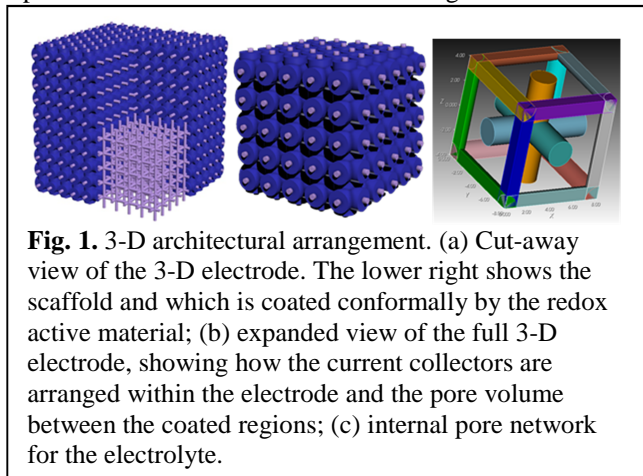 Fig. 1. 3-D architectural arrangement. (a) Cut-away
view of the 3-D electrode. The lower right shows the
scaffold and which is coated conformally by the redox
active material; (b) expanded view of the full 3-D
electrode, showing how the current collectors are
arranged within the electrode and the pore volume
between the coated regions; (c) internal pore network
for the electrolyte.